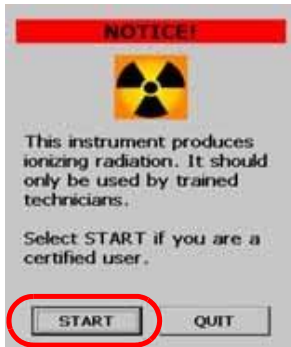 NOTICE!
This instrument produces
ionizing radiation. It should
only be used by trained
technicians.
Select START if you are a
certified user.
START QUIT